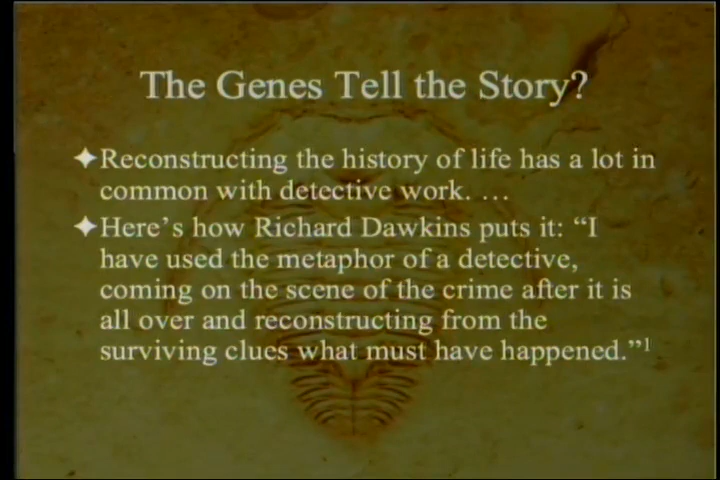 The Genes Tell the Story?
✦Reconstructing the history of life has a lot in
common with detective work. …
✦Here’s how Richard Dawkins puts it: “I
have used the metaphor of a detective,
coming on the scene of the crime after it is
all over and reconstructing from the
surviving clues what must have happened.”¹